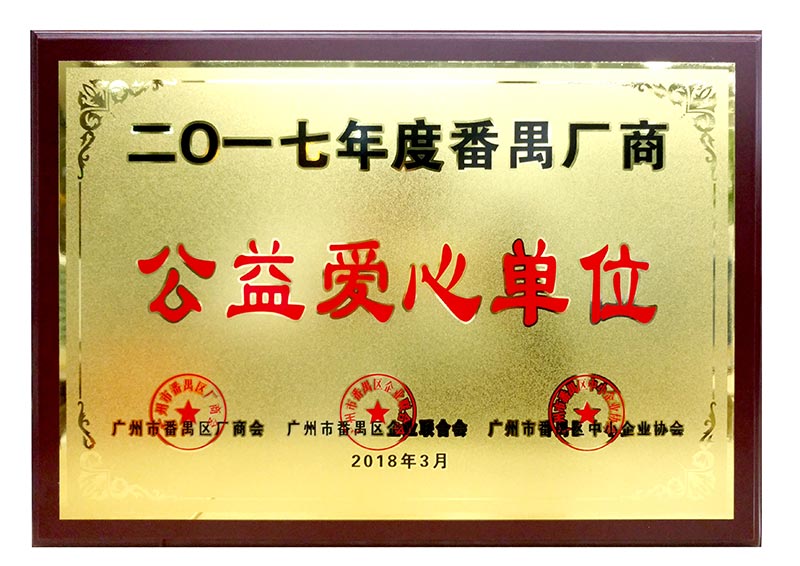 二〇一七年度番禺厂商
公益爱心单位
广州市番禺区厂商会 广州市番禺区企业联合会 广州市番禺区中小企业协会
2018年3月